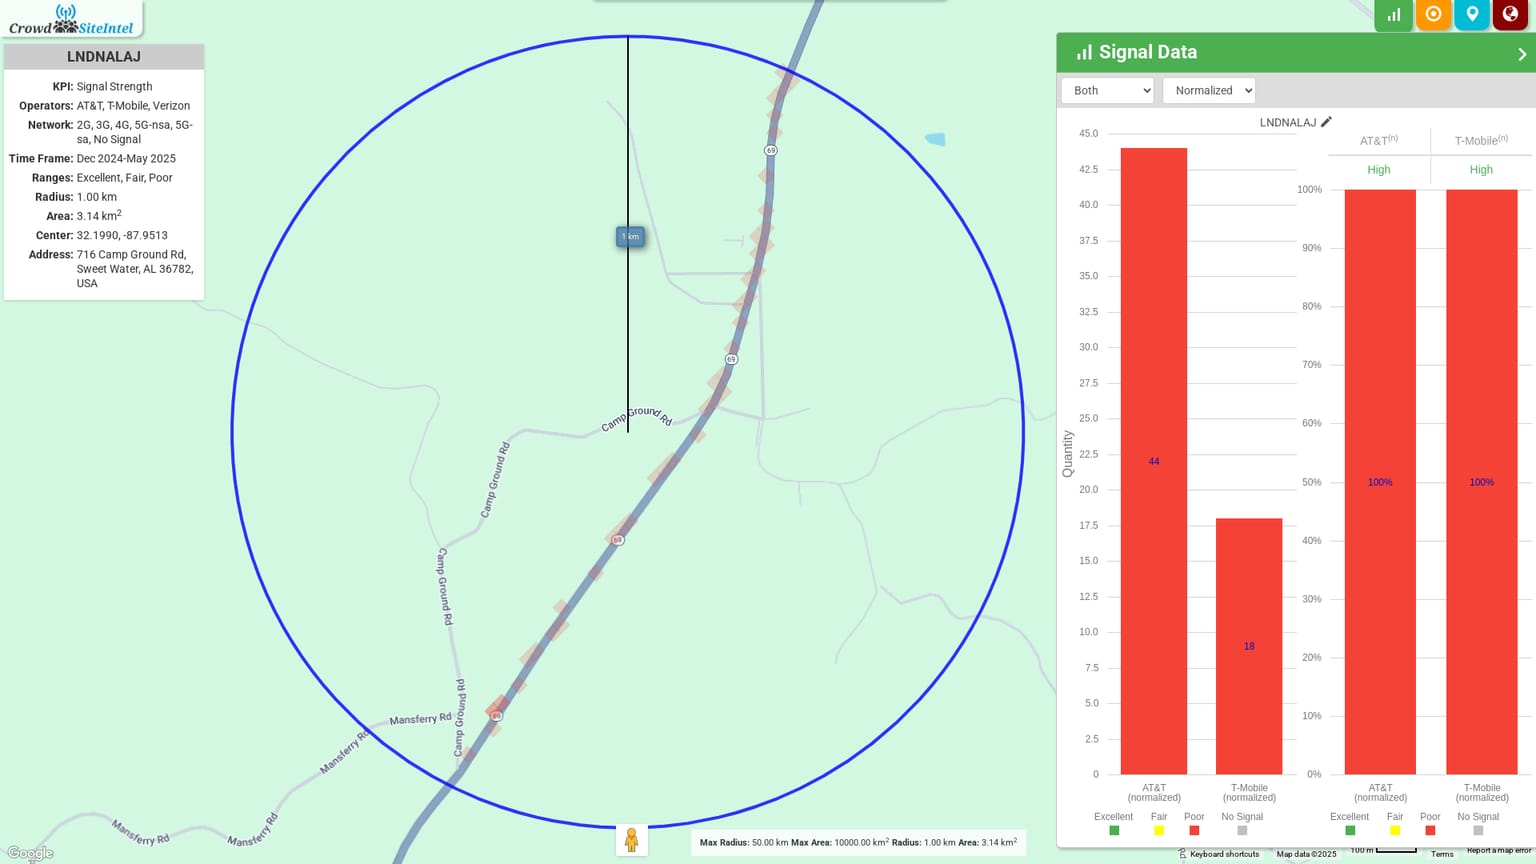 Crowd SiteIntel
LNDNALAJ
KPI: Signal Strength
Operators: AT&T, T-Mobile, Verizon
Network: 2G, 3G, 4G, 5G-nsa, 5G-
sa, No Signal
Time Frame: Dec 2024-May 2025
Ranges: Excellent, Fair, Poor
Radius: 1.00 km
Area: 3.14 km²
Center: 32.1990, -87.9513
Address: 716 Camp Ground Rd,
Sweet Water, AL 36782,
USA
69
1 km
69
Camp Ground Rd
Camp Ground Rd
69
Camp Ground Rd
Camp Ground Rd
69
Mansferry Rd
Mansferry Rd
Mansferry Rd
Mansferry Rd
Google
Max Radius: 50.00 km Max Area: 10000.00 km² Radius: 1.00 km Area: 3.14 km²
Signal Data
Both
Normalized
LNDNALAJ
AT&T(n)
T-Mobile(n)
High
High
Quantity
45.0
42.5
40.0
37.5
35.0
32.5
30.0
27.5
25.0
22.5
20.0
17.5
15.0
12.5
10.0
7.5
5.0
2.5
0
44
18
AT&T
(normalized)
T-Mobile
(normalized)
Excellent
Fair
Poor
No Signal
100%
90%
80%
70%
60%
50%
40%
30%
20%
10%
0%
100%
100%
AT&T
(normalized)
T-Mobile
(normalized)
Excellent
Fair
Poor
No Signal
Keyboard shortcuts
Map data ©2025
100 m
Terms
Report a map error